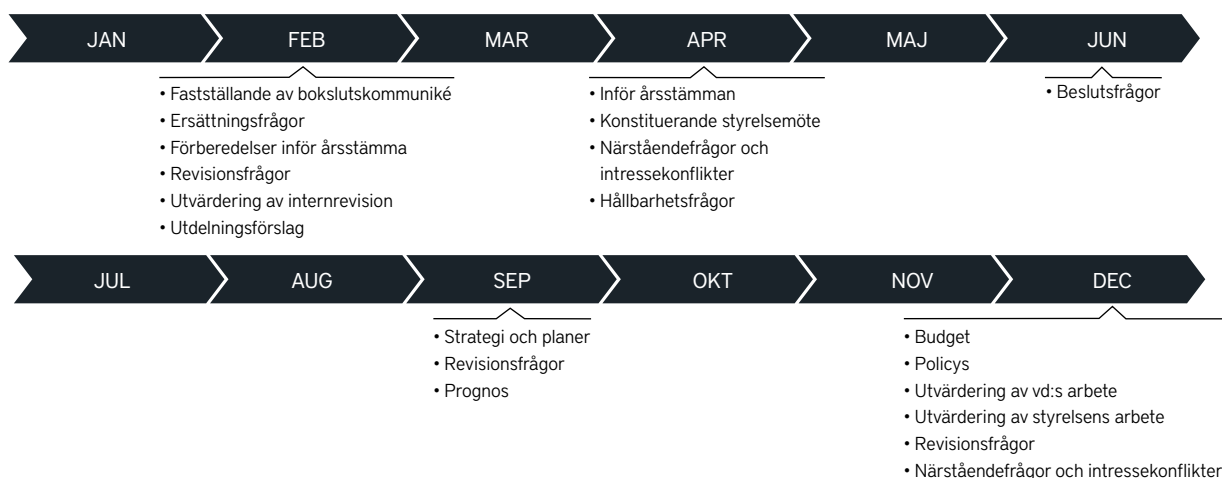 JAN FEB MAR APR MAJ JUN
• Fastställande av bokslutskommuniké
• Ersättningsfrågor
• Förberedelser inför årsstämma
• Revisionsfrågor
• Utvärdering av internrevision
• Utdelningsförslag
• Inför årsstämman
• Konstituerande styrelsemöte
• Närståendefrågor och
intressekonflikter
• Hållbarhetsfrågor
• Beslutsfrågor
JUL AUG SEP OKT NOV DEC
• Strategi och planer
• Revisionsfrågor
• Prognos
• Budget
• Policys
• Utvärdering av vd:s arbete
• Utvärdering av styrelsens arbete
• Revisionsfrågor
• Närståendefrågor och intressekonflikter